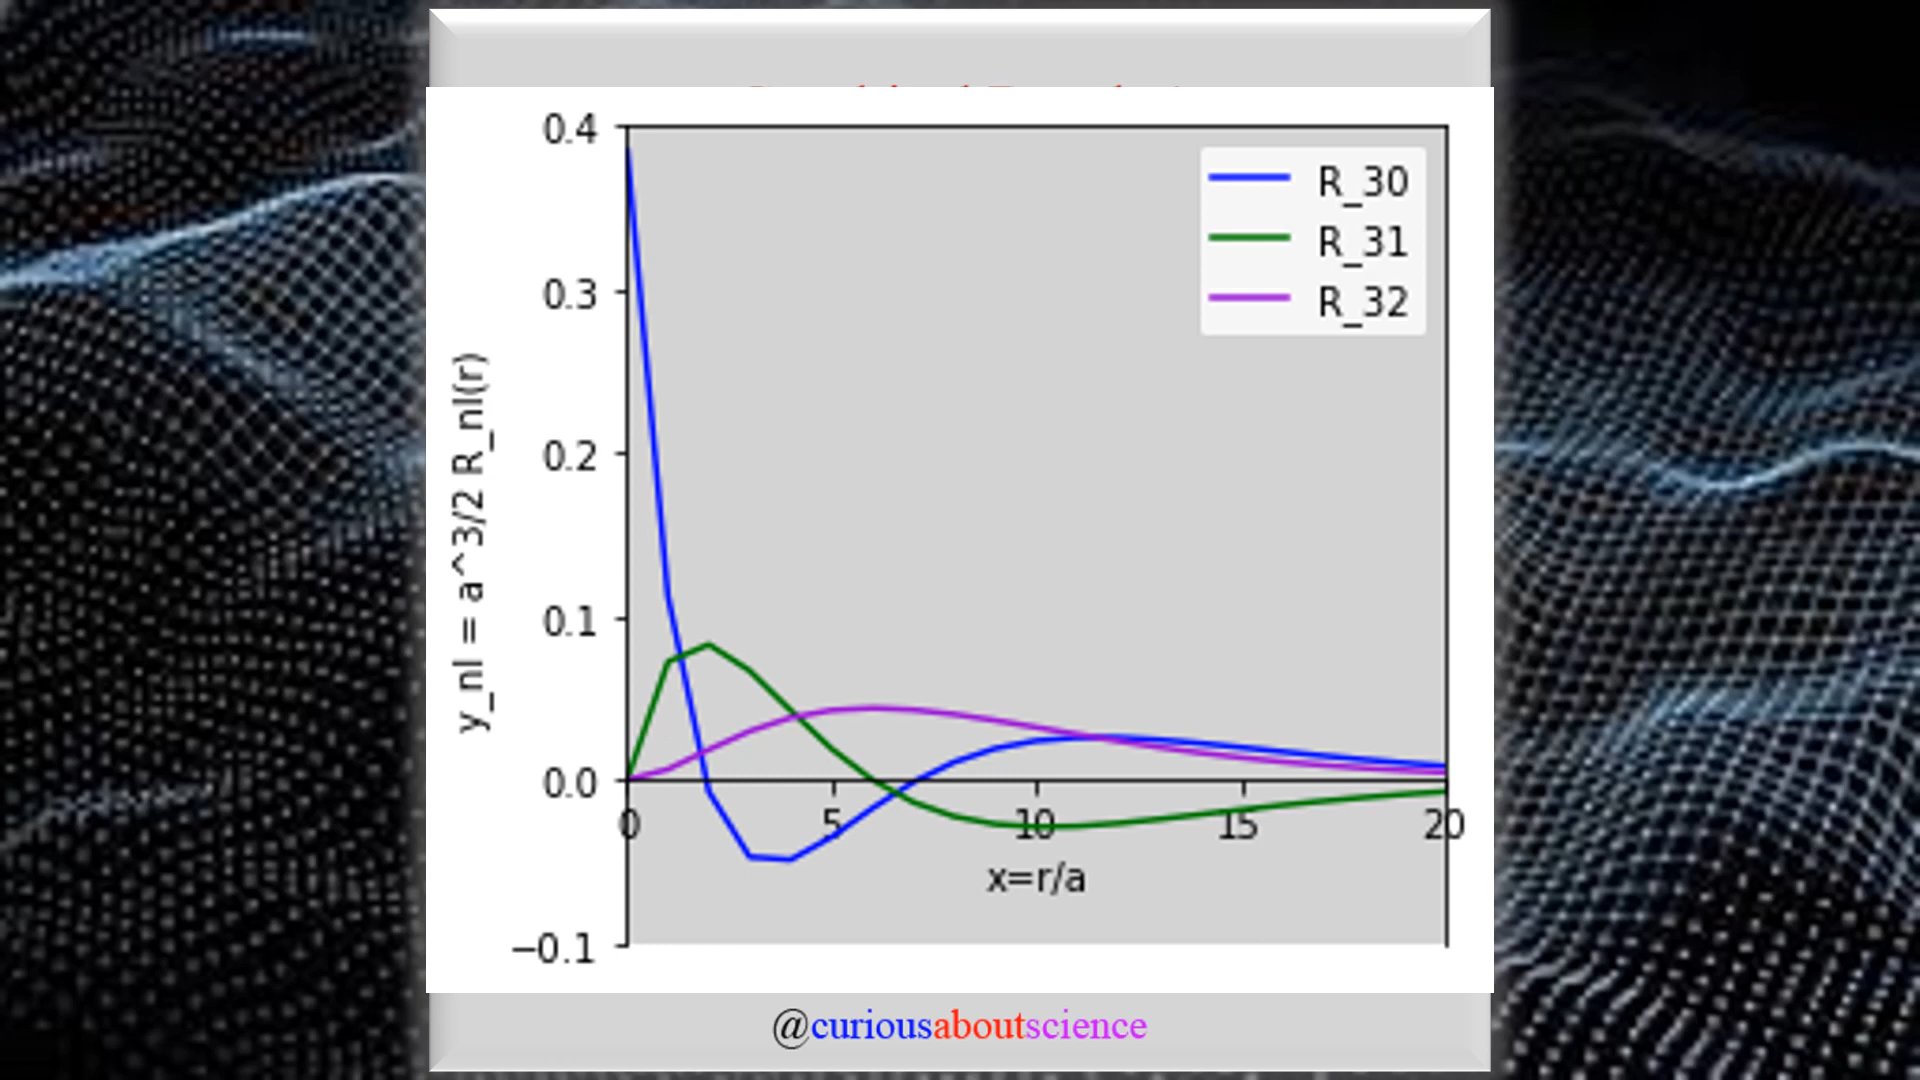 0.4
0.3
0.2
0.1
0.0
−0.1
y_nl = a^3/2 R_nl(r)
R_30
R_31
R_32
0 5 10 15 20
x=r/a
@curiousaboutscience